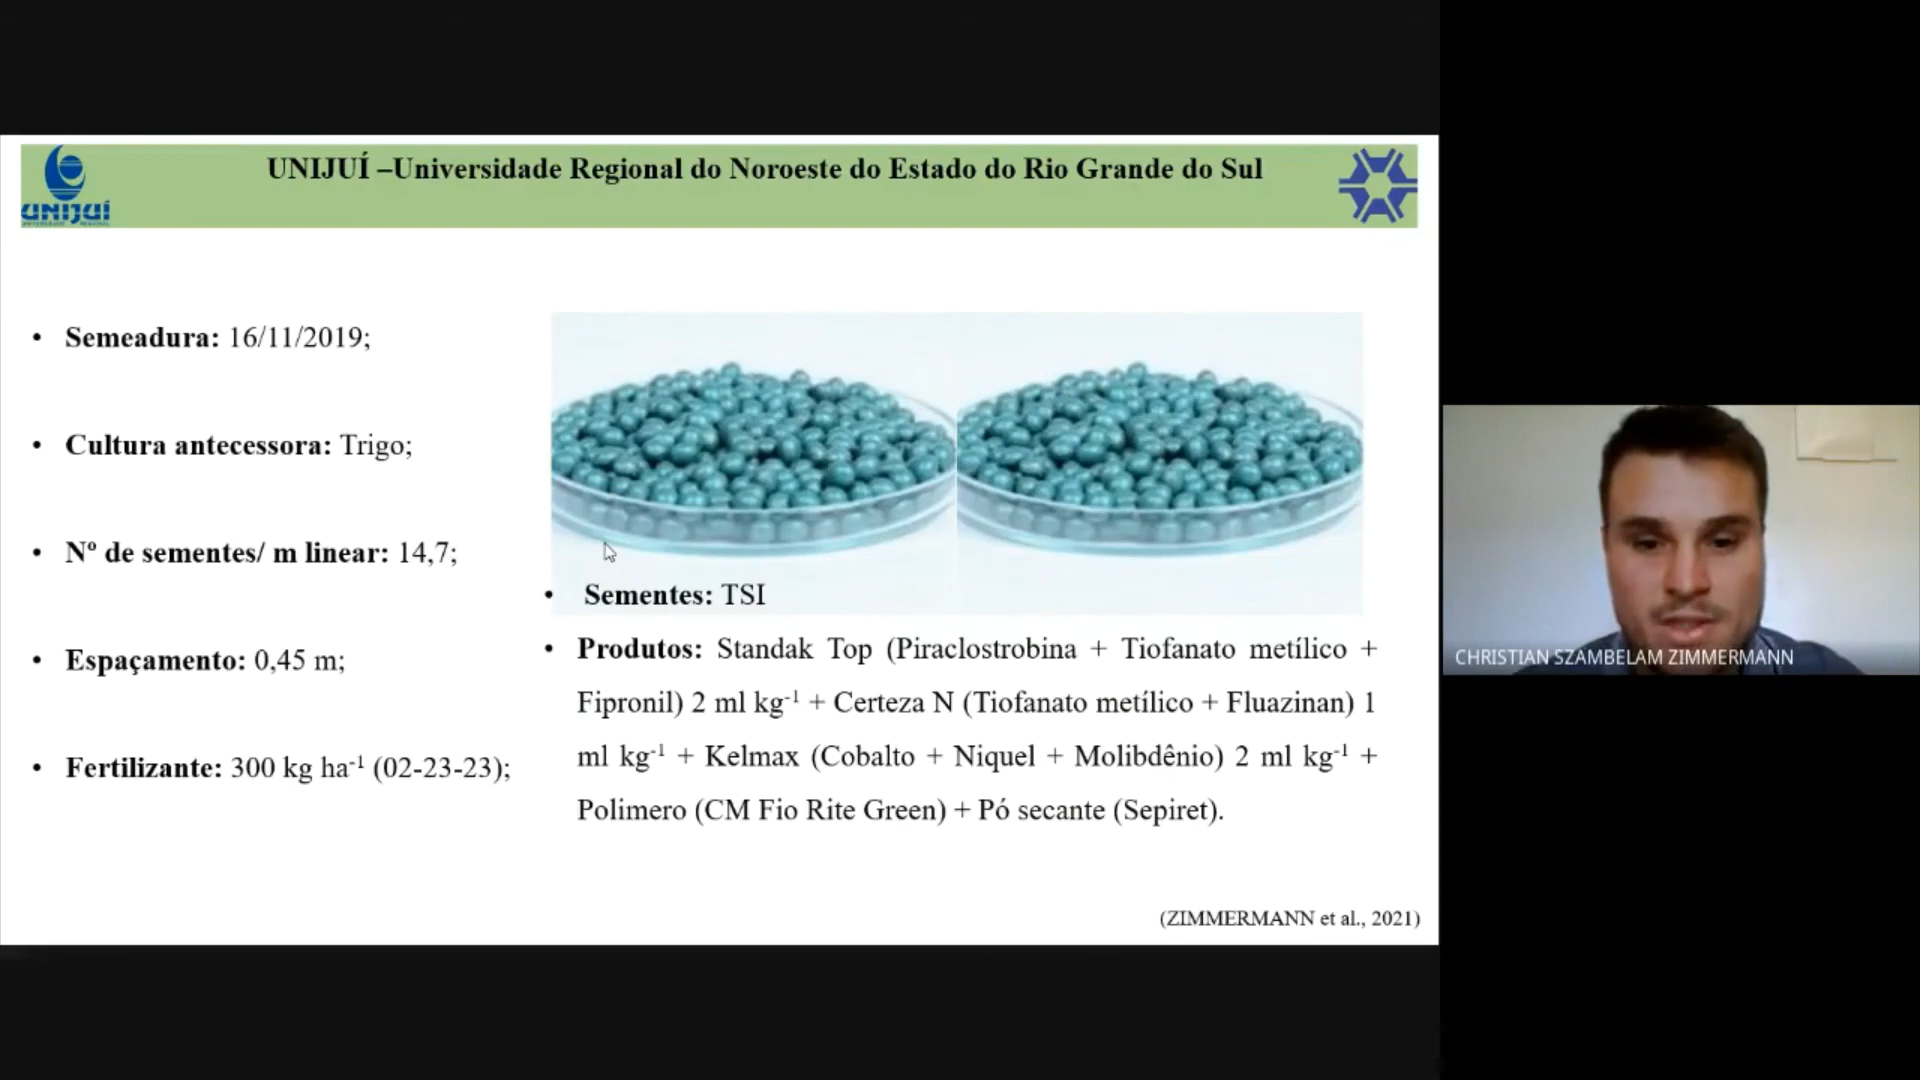 UNIJUÍ –Universidade Regional do Noroeste do Estado do Rio Grande do Sul
UNIJUÍ
• Semeadura: 16/11/2019;
• Cultura antecessora: Trigo;
• Nº de sementes/ m linear: 14,7;
• Espaçamento: 0,45 m;
• Fertilizante: 300 kg ha⁻¹ (02-23-23);
• Sementes: TSI
• Produtos: Standak Top (Piraclostrobina + Tiofanato metílico +
Fipronil) 2 ml kg⁻¹ + Certeza N (Tiofanato metílico + Fluazinan) 1
ml kg⁻¹ + Kelmax (Cobalto + Niquel + Molibdênio) 2 ml kg⁻¹ +
Polimero (CM Fio Rite Green) + Pó secante (Sepiret).
(ZIMMERMANN et al., 2021)
CHRISTIAN SZAMBELAM ZIMMERMANN